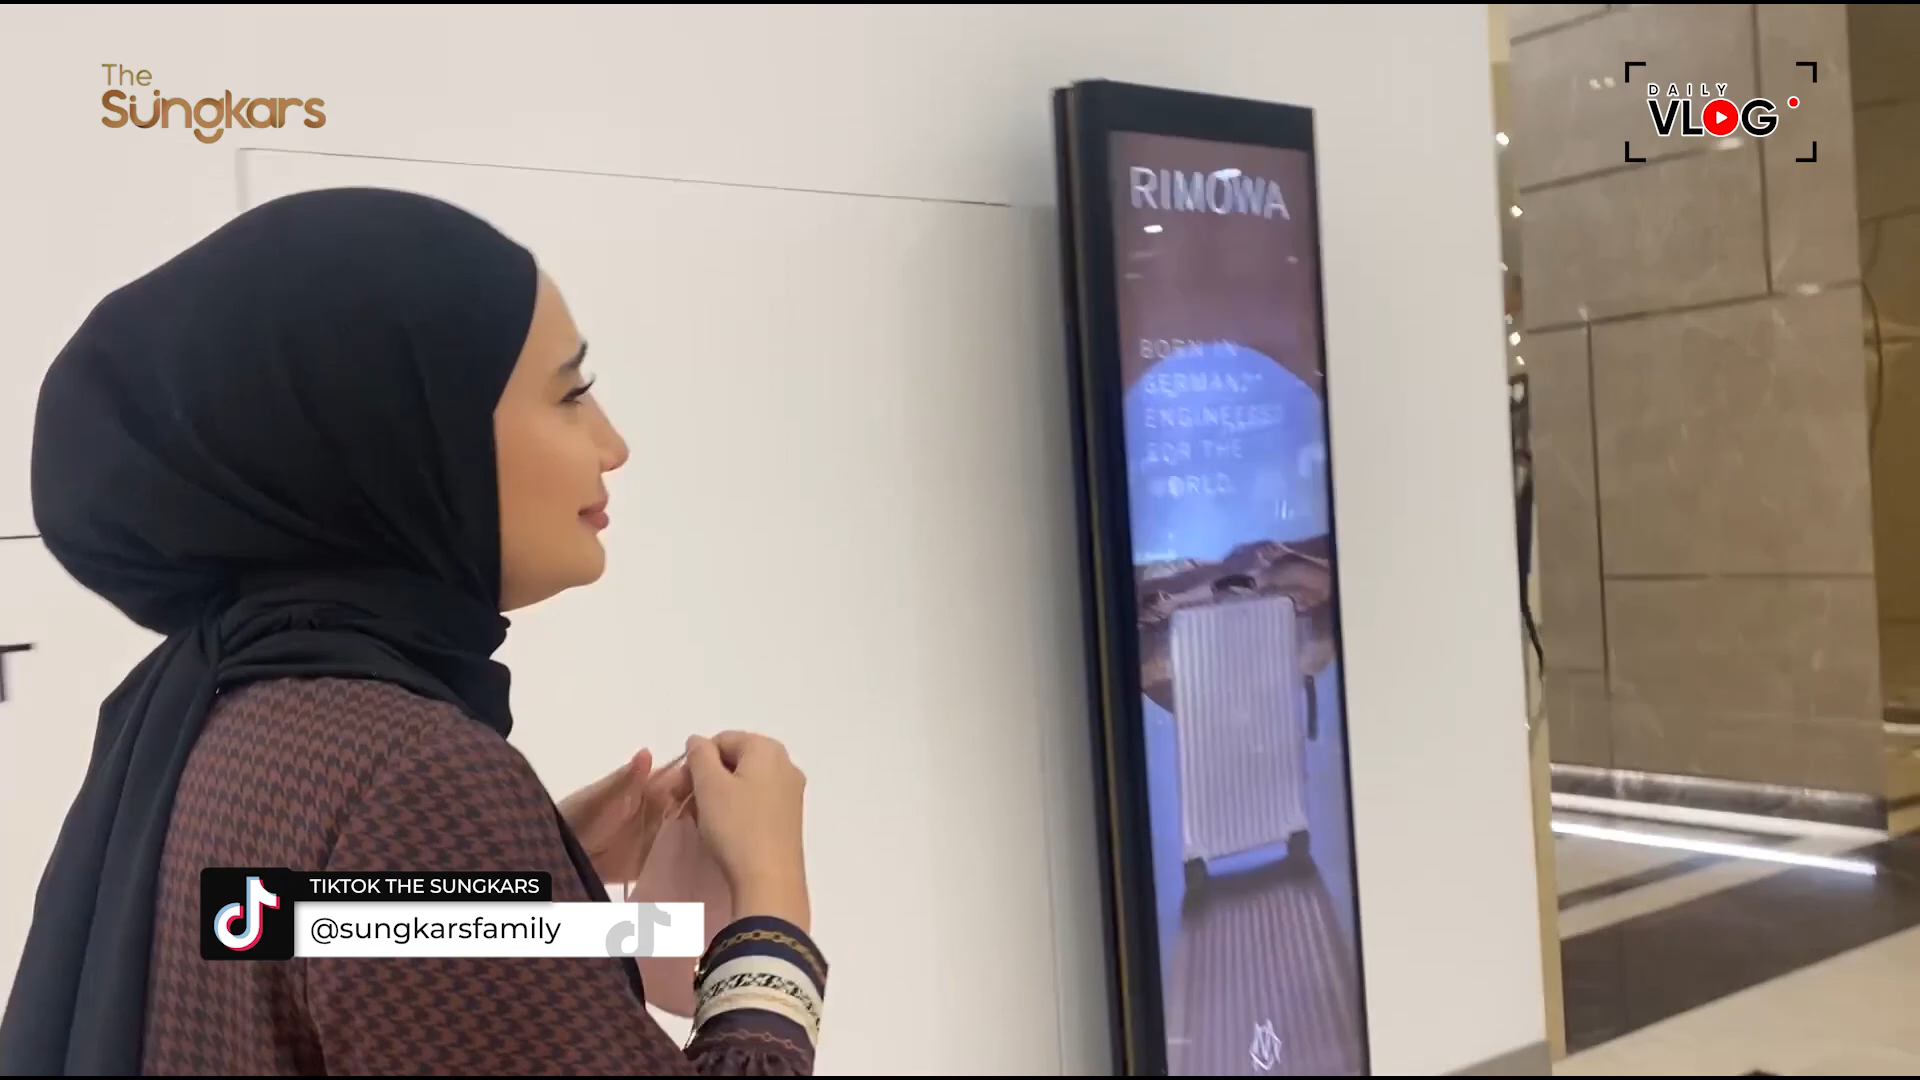 The
Sungkars
DAILY
VLOG
RIMOWA
BORN IN
GERMANY
ENGINEERED
FOR THE
WORLD.
TIKTOK THE SUNGKARS
@sungkarsfamily